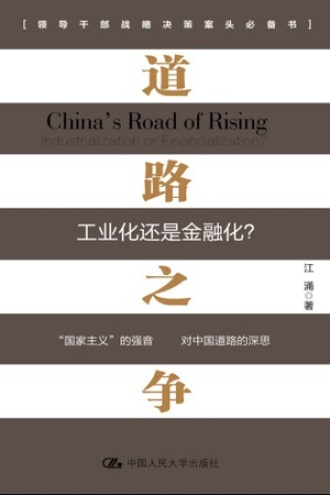 [领导干部战略决策案头必备书]
道
China's Road of Rising
Industrialization or Financialization?
路
工业化还是金融化?
江涌 著
之
“国家主义”的强音 对中国道路的深思
争
中国人民大学出版社